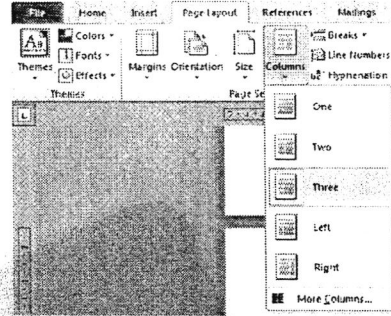 File Home Insert Page Layout References Mailings
Colors Breaks
Fonts Line Numbers
Themes Effects Margins Orientation Size Columns Hyphenation
Themes Page Se
One
Two
Three
Left
Right
More Columns...